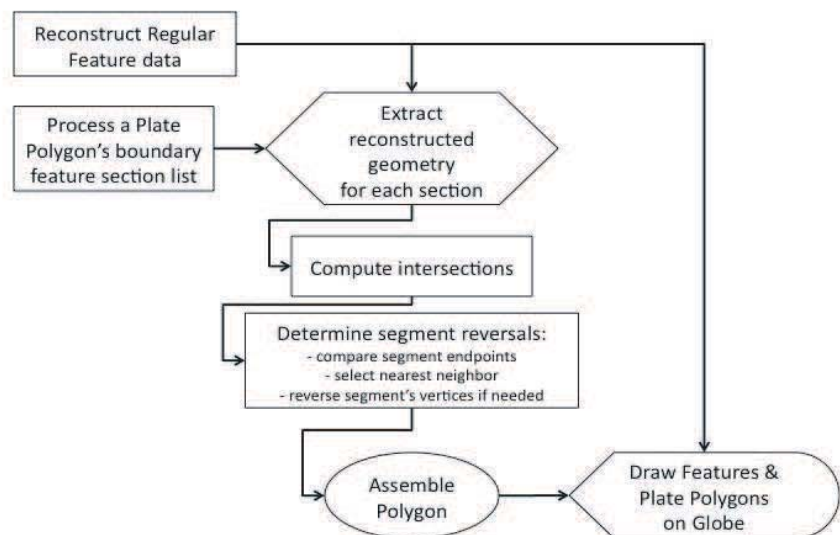 Reconstruct Regular
Feature data
Process a Plate
Polygon's boundary
feature section list
Extract
reconstructed
geometry
for each section
Compute intersections
Determine segment reversals:
- compare segment endpoints
- select nearest neighbor
- reverse segment's vertices if needed
Assemble
Polygon
Draw Features &
Plate Polygons
on Globe